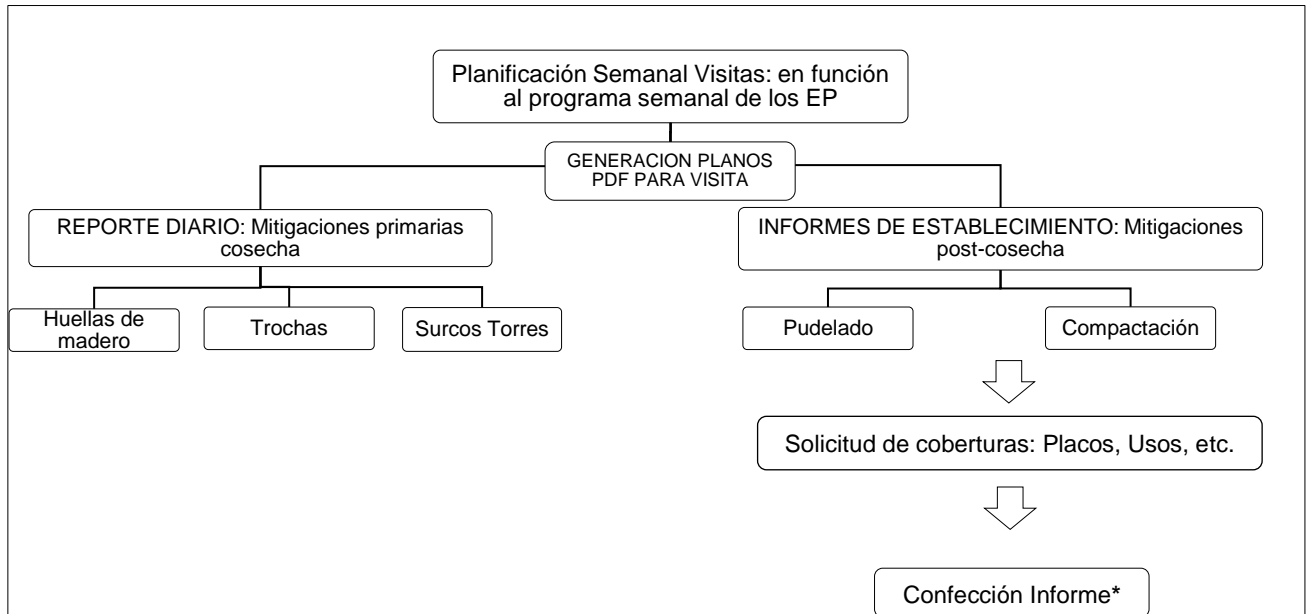 Planificación Semanal Visitas: en función
al programa semanal de los EP
GENERACION PLANOS
PDF PARA VISITA
REPORTE DIARIO: Mitigaciones primarias
cosecha
INFORMES DE ESTABLECIMIENTO: Mitigaciones
post-cosecha
Huellas de
madero
Trochas
Surcos Torres
Pudelado
Compactación
Solicitud de coberturas: Placos, Usos, etc.
Confección Informe*